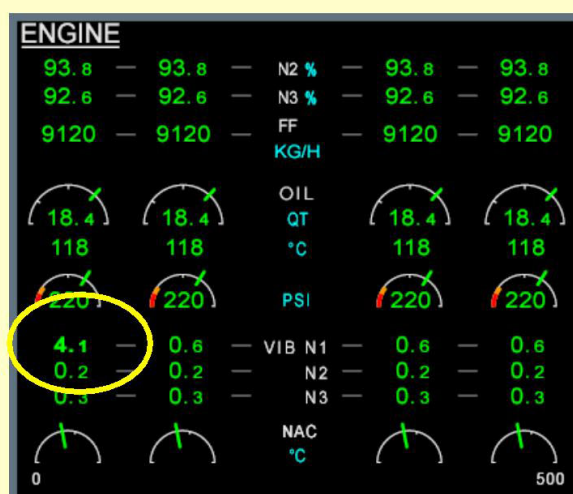 ENGINE
93.8 — 93.8 — N2 % — 93.8 — 93.8
92.6 — 92.6 — N3 % — 92.6 — 92.6
9120 — 9120 — FF — 9120 — 9120
KG/H
OIL
18.4 18.4 QT 18.4 18.4
118 118 °C 118 118
220 220 PSI 220 220
4.1 — 0.6 — VIB N1 — 0.6 — 0.6
0.2 — 0.2 — N2 — 0.2 — 0.2
0.3 — 0.3 — N3 — 0.3 — 0.3
NAC
°C
0 500